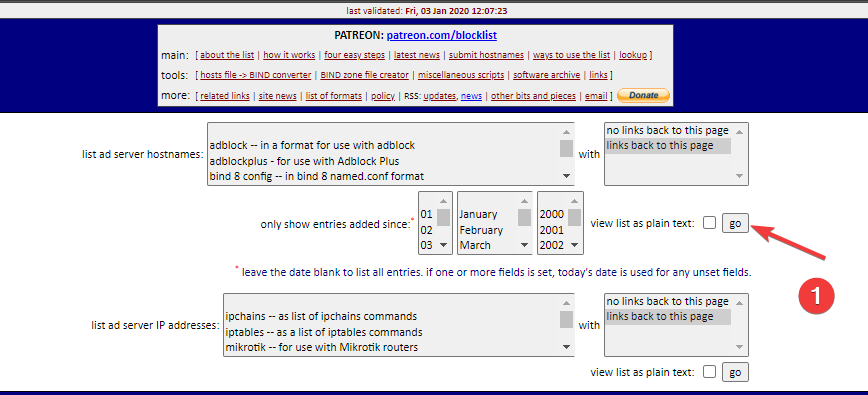 last validated: Fri, 03 Jan 2020 12:07:23
PATREON: patreon.com/blocklist
main: [ about the list | how it works | four easy steps | latest news | submit hostnames | ways to use the list | lookup ]
tools: [ hosts file -> BIND converter | BIND zone file creator | miscellaneous scripts | software archive | links ]
more: [ related links | site news | list of formats | policy | RSS: updates, news | other bits and pieces | email ] Donate
list ad server hostnames:
adblock -- in a format for use with adblock
adblockplus - for use with Adblock Plus
bind 8 config -- in bind 8 named.conf format
with
no links back to this page
links back to this page
only show entries added since:*
01
02
03
January
February
March
2000
2001
2002
view list as plain text:
go
* leave the date blank to list all entries. if one or more fields is set, today's date is used for any unset fields.
1
list ad server IP addresses:
ipchains -- as list of ipchains commands
iptables -- as a list of iptables commands
mikrotik -- for use with Mikrotik routers
with
no links back to this page
links back to this page
view list as plain text:
go